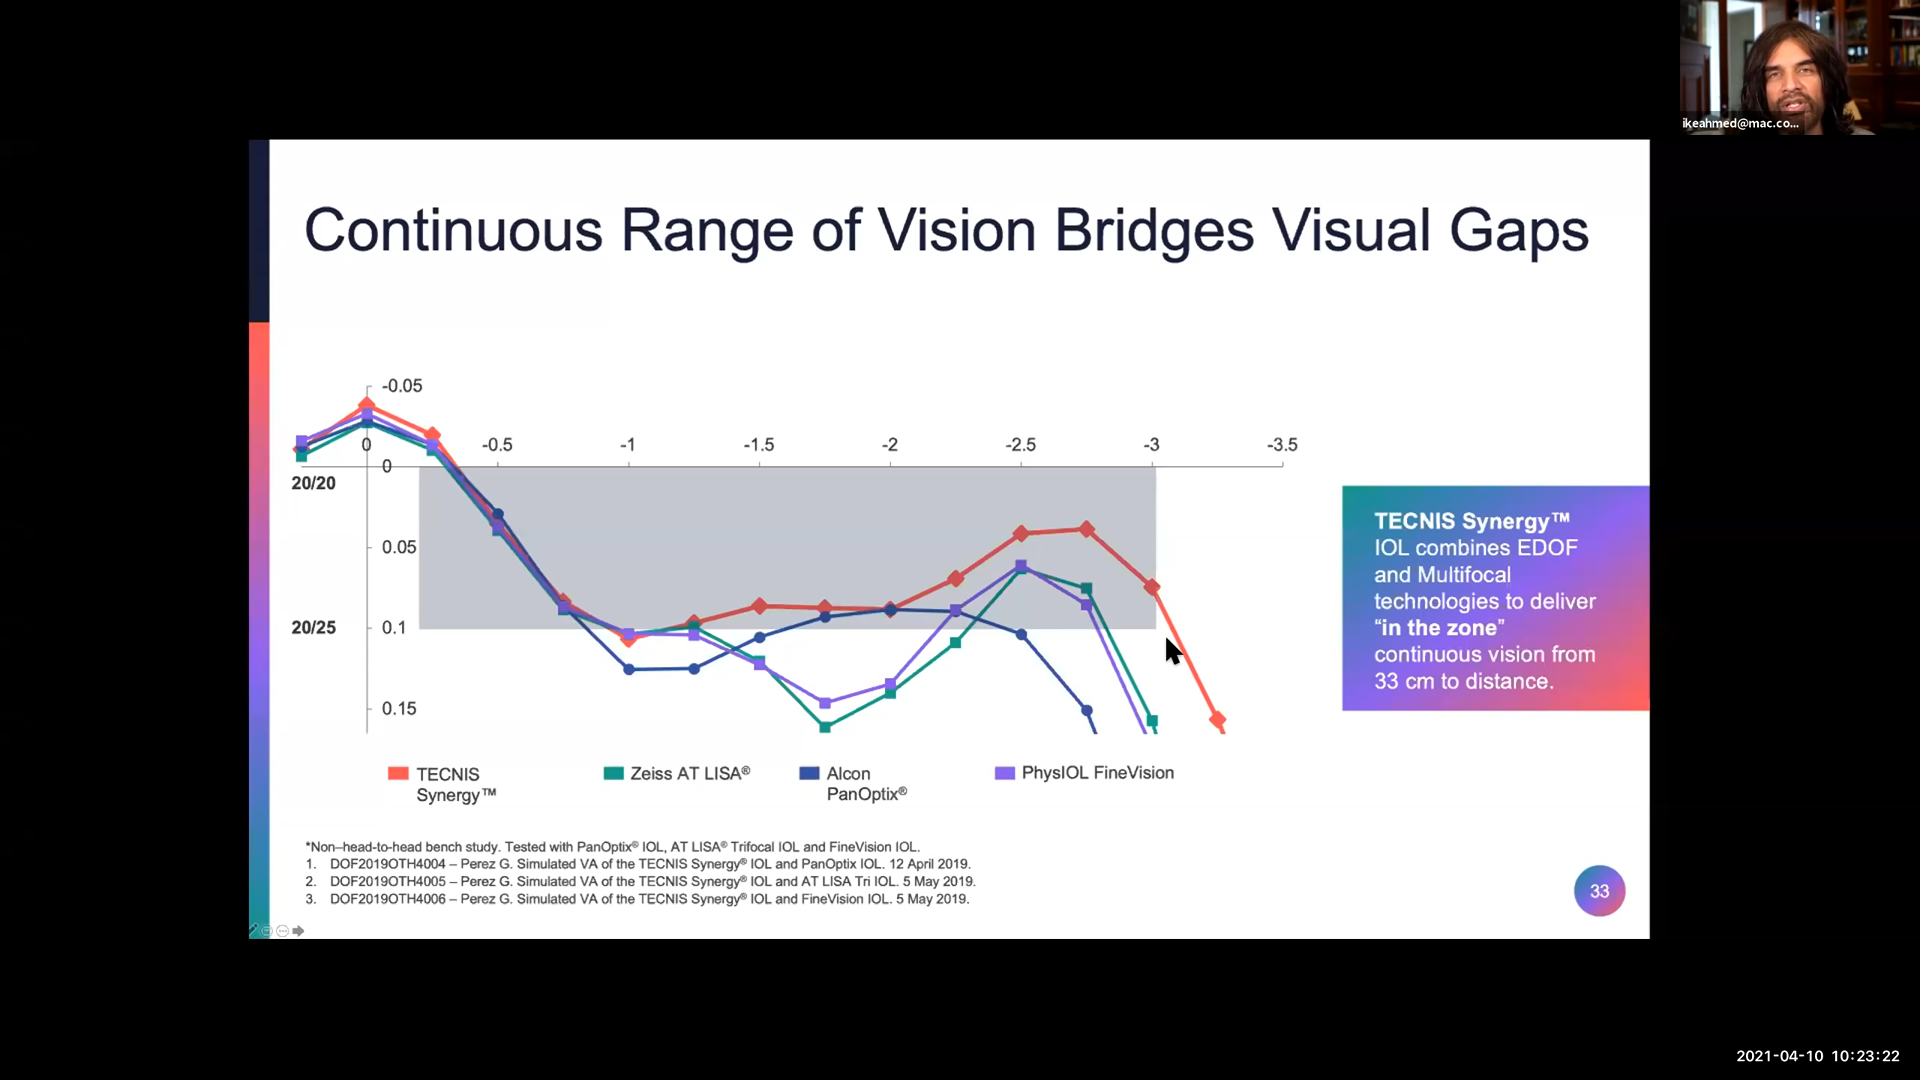 ikeahmed@mac.co...
Continuous Range of Vision Bridges Visual Gaps
-0.05
0 -0.5 -1 -1.5 -2 -2.5 -3 -3.5
0
20/20
0.05
20/25 0.1
0.15
TECNIS Synergy™
IOL combines EDOF
and Multifocal
technologies to deliver
“in the zone”
continuous vision from
33 cm to distance.
TECNIS
Synergy™
Zeiss AT LISA®
Alcon
PanOptix®
PhysIOL FineVision
*Non–head-to-head bench study. Tested with PanOptix® IOL, AT LISA® Trifocal IOL and FineVision IOL.
1. DOF2019OTH4004 – Perez G. Simulated VA of the TECNIS Synergy® IOL and PanOptix IOL. 12 April 2019.
2. DOF2019OTH4005 – Perez G. Simulated VA of the TECNIS Synergy® IOL and AT LISA Tri IOL. 5 May 2019.
3. DOF2019OTH4006 – Perez G. Simulated VA of the TECNIS Synergy® IOL and FineVision IOL. 5 May 2019.
33
2021-04-10 10:23:22